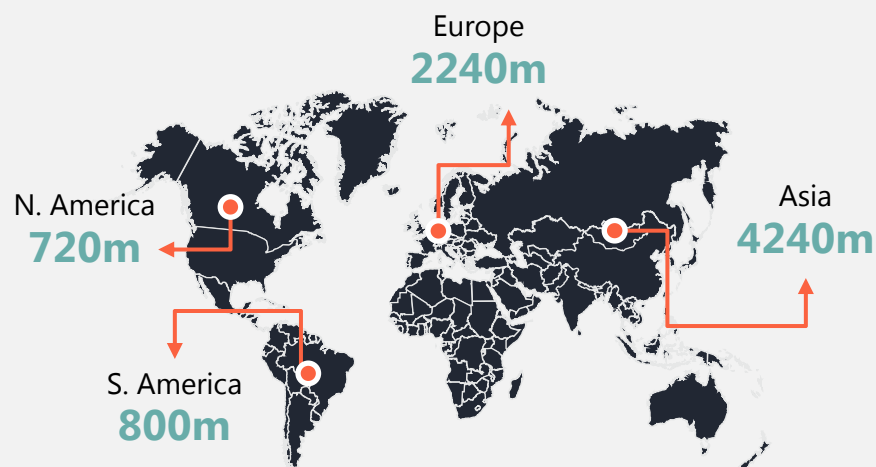 Europe
2240m
N. America
720m
Asia
4240m
S. America
800m